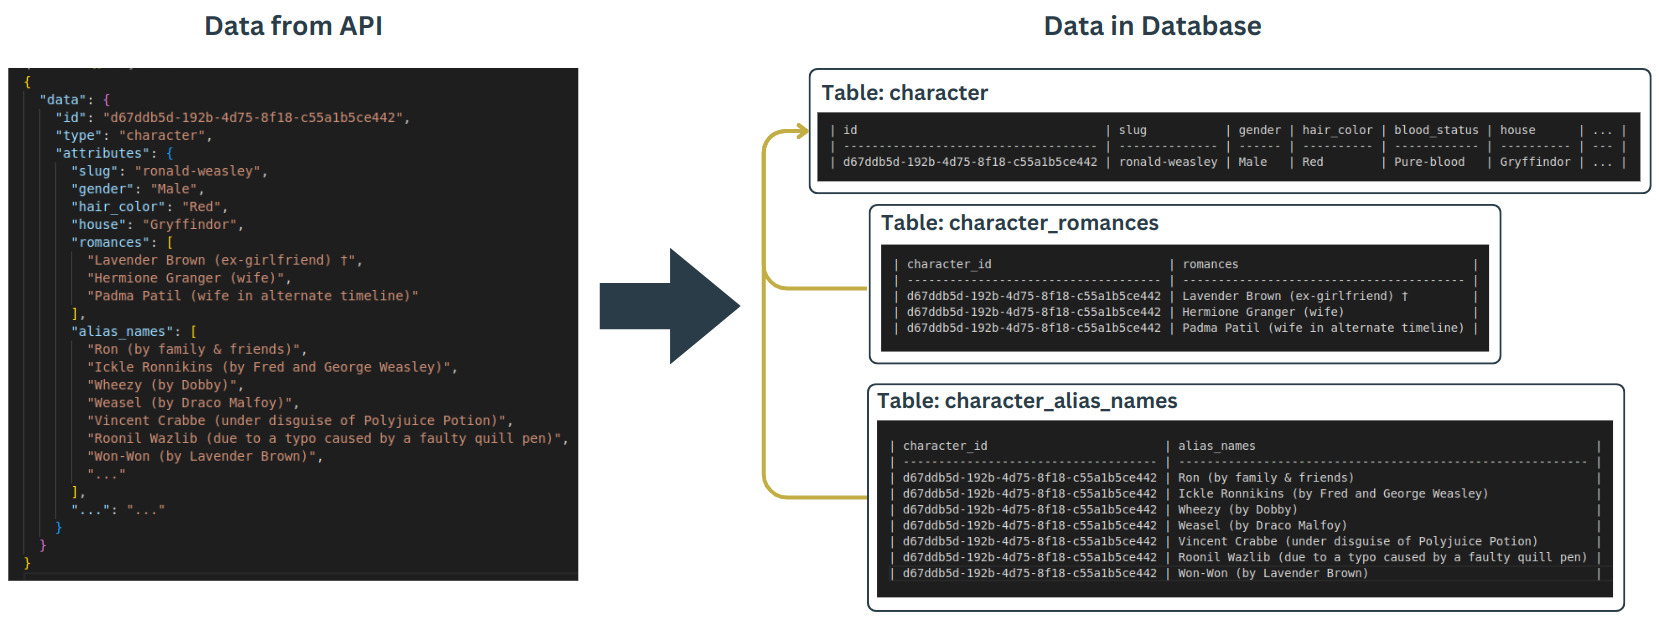 Data from API
{
"data": {
"id": "d67ddb5d-192b-4d75-8f18-c55a1b5ce442",
"type": "character",
"attributes": {
"slug": "ronald-weasley",
"gender": "Male",
"hair_color": "Red",
"house": "Gryffindor",
"romances": [
"Lavender Brown (ex-girlfriend) †",
"Hermione Granger (wife)",
"Padma Patil (wife in alternate timeline)"
],
"alias_names": [
"Ron (by family & friends)",
"Ickle Ronnikins (by Fred and George Weasley)",
"Wheezy (by Dobby)",
"Weasel (by Draco Malfoy)",
"Vincent Crabbe (under disguise of Polyjuice Potion)",
"Roonil Wazlib (due to a typo caused by a faulty quill pen)",
"Won-Won (by Lavender Brown)",
"..."
],
"...": "..."
}
}
}
Data in Database
Table: character
| id | slug | gender | hair_color | blood_status | house | ... |
| ------------------------------------ | -------------- | ------ | ---------- | ------------ | ---------- | --- |
| d67ddb5d-192b-4d75-8f18-c55a1b5ce442 | ronald-weasley | Male | Red | Pure-blood | Gryffindor | ... |
Table: character_romances
| character_id | romances |
| ------------------------------------ | ---------------------------------------- |
| d67ddb5d-192b-4d75-8f18-c55a1b5ce442 | Lavender Brown (ex-girlfriend) † |
| d67ddb5d-192b-4d75-8f18-c55a1b5ce442 | Hermione Granger (wife) |
| d67ddb5d-192b-4d75-8f18-c55a1b5ce442 | Padma Patil (wife in alternate timeline) |
Table: character_alias_names
| character_id | alias_names |
| ------------------------------------ | ---------------------------------------------------------- |
| d67ddb5d-192b-4d75-8f18-c55a1b5ce442 | Ron (by family & friends) |
| d67ddb5d-192b-4d75-8f18-c55a1b5ce442 | Ickle Ronnikins (by Fred and George Weasley) |
| d67ddb5d-192b-4d75-8f18-c55a1b5ce442 | Wheezy (by Dobby) |
| d67ddb5d-192b-4d75-8f18-c55a1b5ce442 | Weasel (by Draco Malfoy) |
| d67ddb5d-192b-4d75-8f18-c55a1b5ce442 | Vincent Crabbe (under disguise of Polyjuice Potion) |
| d67ddb5d-192b-4d75-8f18-c55a1b5ce442 | Roonil Wazlib (due to a typo caused by a faulty quill pen) |
| d67ddb5d-192b-4d75-8f18-c55a1b5ce442 | Won-Won (by Lavender Brown) |